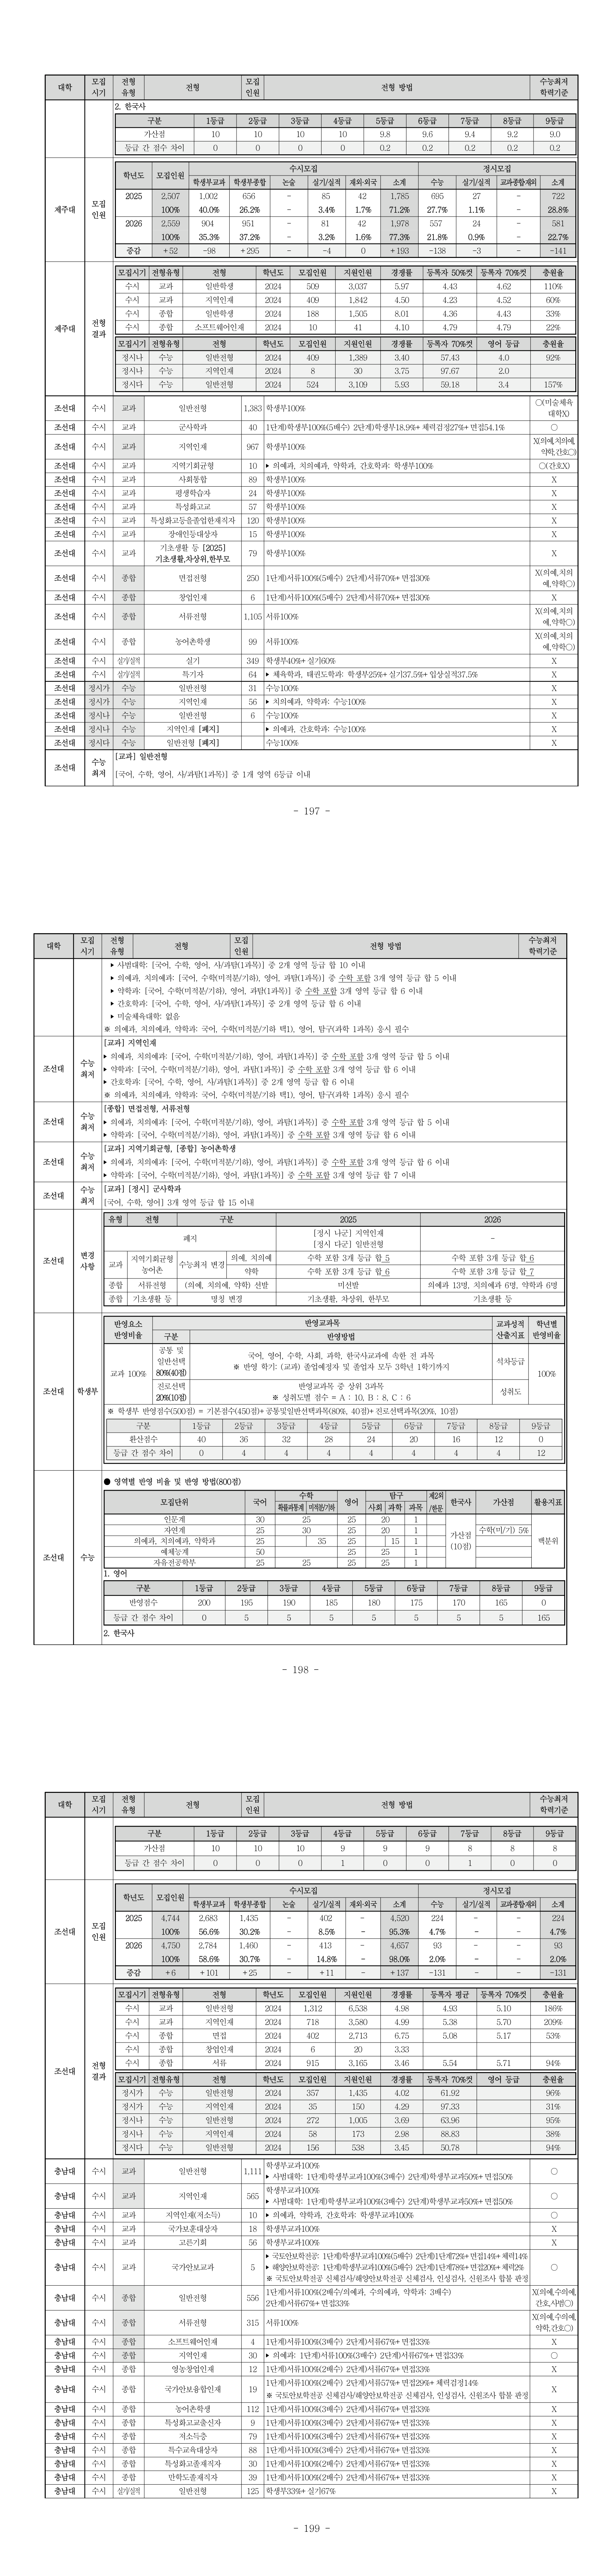 대학 모집시기 전형유형 전형 모집인원 전형 방법 수능최저학력기준
2. 한국사
구분 1등급 2등급 3등급 4등급 5등급 6등급 7등급 8등급 9등급
가산점 10 10 10 10 9.8 9.6 9.4 9.2 9.0
등급 간 점수 차이 0 0 0 0 0.2 0.2 0.2 0.2 0.2
제주대 모집인원
학년도 모집인원 수시모집 정시모집
학생부교과 학생부종합 논술 실기/실적 재외·외국 소계 수능 실기/실적 교과종합재외 소계
2025 2,507 1,002 656 - 85 42 1,785 695 27 - 722
100% 40.0% 26.2% - 3.4% 1.7% 71.2% 27.7% 1.1% - 28.8%
2026 2,559 904 951 - 81 42 1,978 557 24 - 581
100% 35.3% 37.2% - 3.2% 1.6% 77.3% 21.8% 0.9% - 22.7%
증감 +52 -98 +295 - -4 0 +193 -138 -3 - -141
제주대 전형결과
모집시기 전형유형 전형 학년도 모집인원 지원인원 경쟁률 등록자 50%컷 등록자 70%컷 충원율
수시 교과 일반학생 2024 509 3,037 5.97 4.43 4.62 110%
수시 교과 지역인재 2024 409 1,842 4.50 4.23 4.52 60%
수시 종합 일반학생 2024 188 1,505 8.01 4.36 4.43 33%
수시 종합 소프트웨어인재 2024 10 41 4.10 4.79 4.79 22%
모집시기 전형유형 전형 학년도 모집인원 지원인원 경쟁률 등록자 70%컷 영어 등급 충원율
정시나 수능 일반전형 2024 409 1,389 3.40 57.43 4.0 92%
정시나 수능 지역인재 2024 8 30 3.75 97.67 2.0
정시다 수능 일반전형 2024 524 3,109 5.93 59.18 3.4 157%
조선대 수시 교과 일반전형 1,383 학생부100% ○(미술체육대학X)
조선대 수시 교과 군사학과 40 1단계)학생부100%(5배수) 2단계)학생부18.9%+체력검정27%+면접54.1% ○
조선대 수시 교과 지역인재 967 학생부100% X(의예,치의예,약학,간호○)
조선대 수시 교과 지역기회균형 10 ▶ 의예과, 치의예과, 약학과, 간호학과: 학생부100% ○(간호X)
조선대 수시 교과 사회통합 89 학생부100% X
조선대 수시 교과 평생학습자 24 학생부100% X
조선대 수시 교과 특성화고교 57 학생부100% X
조선대 수시 교과 특성화고등을졸업한재직자 120 학생부100% X
조선대 수시 교과 장애인등대상자 15 학생부100% X
조선대 수시 교과 기초생활 등 [2025] 기초생활,차상위,한부모 79 학생부100% X
조선대 수시 종합 면접전형 250 1단계)서류100%(5배수) 2단계)서류70%+면접30% X(의예,치의예,약학○)
조선대 수시 종합 창업인재 6 1단계)서류100%(5배수) 2단계)서류70%+면접30% X
조선대 수시 종합 서류전형 1,105 서류100% X(의예,치의예,약학○)
조선대 수시 종합 농어촌학생 99 서류100% X(의예,치의예,약학○)
조선대 수시 실기/실적 실기 349 학생부40%+실기60% X
조선대 수시 실기/실적 특기자 64 ▶ 체육학과, 태권도학과: 학생부25%+실기37.5%+입상실적37.5% X
조선대 정시가 수능 일반전형 31 수능100% X
조선대 정시가 수능 지역인재 56 ▶ 치의예과, 약학과: 수능100% X
조선대 정시나 수능 일반전형 6 수능100% X
조선대 정시나 수능 지역인재 [폐지] ▶ 의예과, 간호학과: 수능100% X
조선대 정시다 수능 일반전형 [폐지] 수능100% X
조선대 수능최저
[교과] 일반전형
[국어, 수학, 영어, 사/과탐(1과목)] 중 1개 영역 6등급 이내
- 197 -
대학 모집시기 전형유형 전형 모집인원 전형 방법 수능최저학력기준
▶ 사범대학: [국어, 수학, 영어, 사/과탐(1과목)] 중 2개 영역 등급 합 10 이내
▶ 의예과, 치의예과: [국어, 수학(미적분/기하), 영어, 과탐(1과목)] 중 수학 포함 3개 영역 등급 합 5 이내
▶ 약학과: [국어, 수학(미적분/기하), 영어, 과탐(1과목)] 중 수학 포함 3개 영역 등급 합 6 이내
▶ 간호학과: [국어, 수학, 영어, 사/과탐(1과목)] 중 2개 영역 등급 합 6 이내
▶ 미술체육대학: 없음
※ 의예과, 치의예과, 약학과: 국어, 수학(미적분/기하 택1), 영어, 탐구(과학 1과목) 응시 필수
조선대 수능최저
[교과] 지역인재
▶ 의예과, 치의예과: [국어, 수학(미적분/기하), 영어, 과탐(1과목)] 중 수학 포함 3개 영역 등급 합 5 이내
▶ 약학과: [국어, 수학(미적분/기하), 영어, 과탐(1과목)] 중 수학 포함 3개 영역 등급 합 6 이내
▶ 간호학과: [국어, 수학, 영어, 사/과탐(1과목)] 중 2개 영역 등급 합 6 이내
※ 의예과, 치의예과, 약학과: 국어, 수학(미적분/기하 택1), 영어, 탐구(과학 1과목) 응시 필수
조선대 수능최저
[종합] 면접전형, 서류전형
▶ 의예과, 치의예과: [국어, 수학(미적분/기하), 영어, 과탐(1과목)] 중 수학 포함 3개 영역 등급 합 5 이내
▶ 약학과: [국어, 수학(미적분/기하), 영어, 과탐(1과목)] 중 수학 포함 3개 영역 등급 합 6 이내
조선대 수능최저
[교과] 지역기회균형, [종합] 농어촌학생
▶ 의예과, 치의예과: [국어, 수학(미적분/기하), 영어, 과탐(1과목)] 중 수학 포함 3개 영역 등급 합 6 이내
▶ 약학과: [국어, 수학(미적분/기하), 영어, 과탐(1과목)] 중 수학 포함 3개 영역 등급 합 7 이내
조선대 수능최저
[교과] [정시] 군사학과
[국어, 수학, 영어] 3개 영역 등급 합 15 이내
조선대 변경사항
유형 전형 구분 2025 2026
폐지 [정시 나군] 지역인재 [정시 다군] 일반전형 -
교과 지역기회균형 농어촌 수능최저 변경 의예, 치의예 수학 포함 3개 등급 합 5 수학 포함 3개 등급 합 6
약학 수학 포함 3개 등급 합 6 수학 포함 3개 등급 합 7
종합 서류전형 (의예, 치의예, 약학) 선발 미선발 의예과 13명, 치의예과 6명, 약학과 6명
종합 기초생활 등 명칭 변경 기초생활, 차상위, 한부모 기초생활 등
조선대 학생부
반영요소 반영비율 반영교과목 교과성적 산출지표 학년별 반영비율
구분 반영방법
교과 100% 공통 및 일반선택 80%(40점) 국어, 영어, 수학, 사회, 과학, 한국사교과에 속한 전 과목 석차등급 100%
※ 반영 학기: (교과) 졸업예정자 및 졸업자 모두 3학년 1학기까지
진로선택 20%(10점) 반영교과목 중 상위 3과목 성취도
※ 성취도별 점수 = A : 10, B : 8, C : 6
※ 학생부 반영점수(500점) = 기본점수(450점)+공통및일반선택과목(80%, 40점)+진로선택과목(20%, 10점)
구분 1등급 2등급 3등급 4등급 5등급 6등급 7등급 8등급 9등급
환산점수 40 36 32 28 24 20 16 12 0
등급 간 점수 차이 0 4 4 4 4 4 4 4 12
조선대 수능
● 영역별 반영 비율 및 반영 방법(800점)
모집단위 국어 수학 영어 탐구 제2외/한문 한국사 가산점 활용지표
확률과통계 미적분/기하 사회 과학 과목
인문계 30 25 25 20 1 가산점(10점) 백분위
자연계 25 30 25 20 1 수학(미/기) 5%
의예과, 치의예과, 약학과 25 35 25 15 1
예체능계 50 25 25 1
자유전공학부 25 25 25 25 1
1. 영어
구분 1등급 2등급 3등급 4등급 5등급 6등급 7등급 8등급 9등급
반영점수 200 195 190 185 180 175 170 165 0
등급 간 점수 차이 0 5 5 5 5 5 5 5 165
2. 한국사
- 198 -
대학 모집시기 전형유형 전형 모집인원 전형 방법 수능최저학력기준
구분 1등급 2등급 3등급 4등급 5등급 6등급 7등급 8등급 9등급
가산점 10 10 10 9 9 9 8 8 8
등급 간 점수 차이 0 0 0 1 0 0 1 0 0
조선대 모집인원
학년도 모집인원 수시모집 정시모집
학생부교과 학생부종합 논술 실기/실적 재외·외국 소계 수능 실기/실적 교과종합재외 소계
2025 4,744 2,683 1,435 - 402 - 4,520 224 - - 224
100% 56.6% 30.2% - 8.5% - 95.3% 4.7% - - 4.7%
2026 4,750 2,784 1,460 - 413 - 4,657 93 - - 93
100% 58.6% 30.7% - 14.8% - 98.0% 2.0% - - 2.0%
증감 +6 +101 +25 - +11 - +137 -131 - - -131
조선대 전형결과
모집시기 전형유형 전형 학년도 모집인원 지원인원 경쟁률 등록자 평균 등록자 70%컷 충원율
수시 교과 일반전형 2024 1,312 6,538 4.98 4.93 5.10 186%
수시 교과 지역인재 2024 718 3,580 4.99 5.38 5.70 209%
수시 종합 면접 2024 402 2,713 6.75 5.08 5.17 53%
수시 종합 창업인재 2024 6 20 3.33
수시 종합 서류 2024 915 3,165 3.46 5.54 5.71 94%
모집시기 전형유형 전형 학년도 모집인원 지원인원 경쟁률 등록자 70%컷 영어 등급 충원율
정시가 수능 일반전형 2024 357 1,435 4.02 61.92 96%
정시가 수능 지역인재 2024 35 150 4.29 97.33 31%
정시나 수능 일반전형 2024 272 1,005 3.69 63.96 95%
정시나 수능 지역인재 2024 58 173 2.98 88.83 38%
정시다 수능 일반전형 2024 156 538 3.45 50.78 94%
충남대 수시 교과 일반전형 1,111 학생부교과100% ○
▶ 사범대학: 1단계)학생부교과100%(3배수) 2단계)학생부교과50%+면접50%
충남대 수시 교과 지역인재 565 학생부교과100% ○
▶ 사범대학: 1단계)학생부교과100%(3배수) 2단계)학생부교과50%+면접50%
충남대 수시 교과 지역인재(저소득) 10 ▶ 의예과, 약학과, 간호학과: 학생부교과100% ○
충남대 수시 교과 국가보훈대상자 18 학생부교과100% X
충남대 수시 교과 고른기회 56 학생부교과100% X
충남대 수시 교과 국가안보교과 5 ▶ 국토안보학전공: 1단계)학생부교과100%(5배수) 2단계)1단계72%+면접14%+체력14% ○
▶ 해양안보학전공: 1단계)학생부교과100%(5배수) 2단계)1단계78%+면접20%+체력2%
※ 국토안보학전공 신체검사/해양안보학전공 신체검사, 인성검사, 신원조사 합불 판정
충남대 수시 종합 일반전형 556 1단계)서류100%(2배수/의예과, 수의예과, 약학과: 3배수) X(의예,수의예,간호,사범○)
2단계)서류67%+면접33%
충남대 수시 종합 서류전형 315 서류100% X(의예,수의예,약학,간호○)
충남대 수시 종합 소프트웨어인재 4 1단계)서류100%(3배수) 2단계)서류67%+면접33% X
충남대 수시 종합 지역인재 30 ▶ 의예과: 1단계)서류100%(3배수) 2단계)서류67%+면접33% ○
충남대 수시 종합 영농창업인재 12 1단계)서류100%(2배수) 2단계)서류67%+면접33% X
충남대 수시 종합 국가안보융합인재 19 1단계)서류100%(2배수) 2단계)서류57%+면접29%+체력검정14% X
※ 국토안보학전공 신체검사/해양안보학전공 신체검사, 인성검사, 신원조사 합불 판정
충남대 수시 종합 농어촌학생 112 1단계)서류100%(3배수) 2단계)서류67%+면접33% X
충남대 수시 종합 특성화고교출신자 9 1단계)서류100%(3배수) 2단계)서류67%+면접33% X
충남대 수시 종합 저소득층 79 1단계)서류100%(3배수) 2단계)서류67%+면접33% X
충남대 수시 종합 특수교육대상자 88 1단계)서류100%(3배수) 2단계)서류67%+면접33% X
충남대 수시 종합 특성화고졸재직자 30 1단계)서류100%(2배수) 2단계)서류67%+면접33% X
충남대 수시 종합 만학도졸재직자 39 1단계)서류100%(2배수) 2단계)서류67%+면접33% X
충남대 수시 실기/실적 일반전형 125 학생부33%+실기67% X
- 199 -